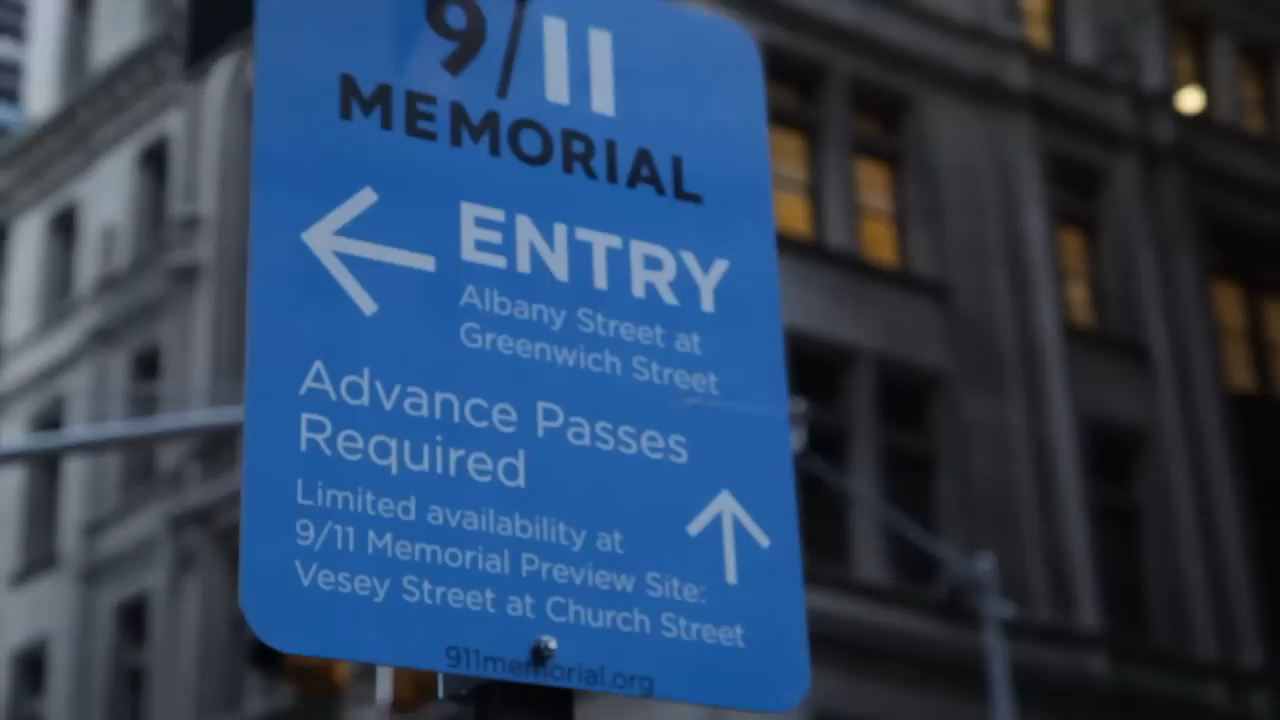 9/11
MEMORIAL
ENTRY
Albany Street at
Greenwich Street
Advance Passes
Required
Limited availability at
9/11 Memorial Preview Site:
Vesey Street at Church Street
911memorial.org